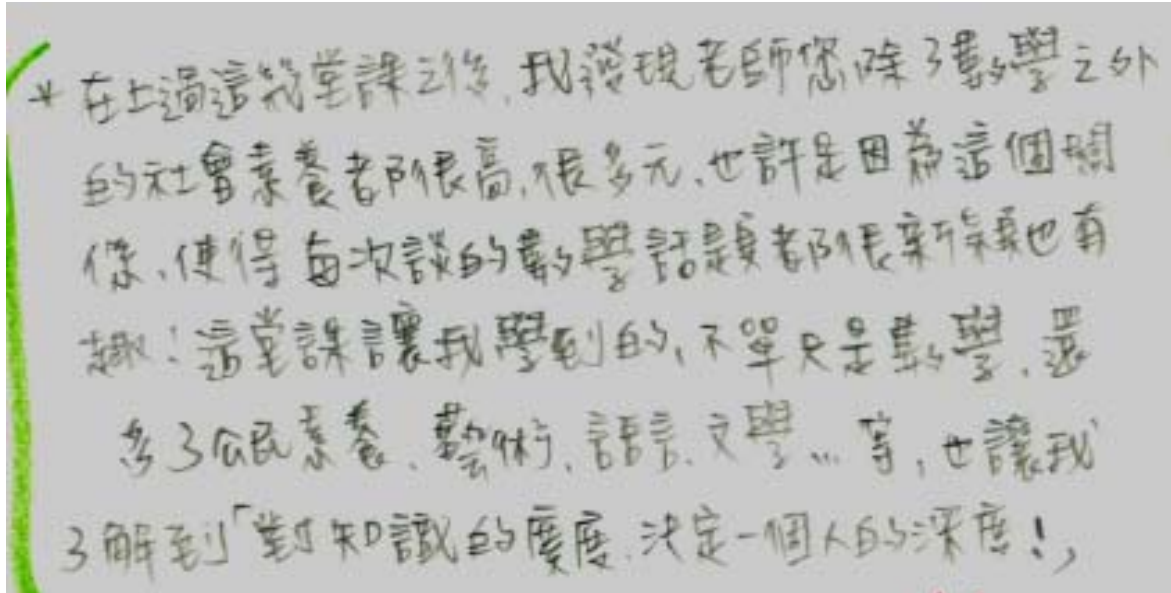 * 在上過這幾堂課之後,我發現老師您除了數學之外
的社會素養都很高,很多元,也許是因為這個關
係,使得每次談的數學話題都很新穎也有
趣!這堂課讓我學到的,不單只是數學,還
多了公民素養、藝術、語言、文學…等,也讓我
了解到「對知識的廣度,決定一個人的深度!」